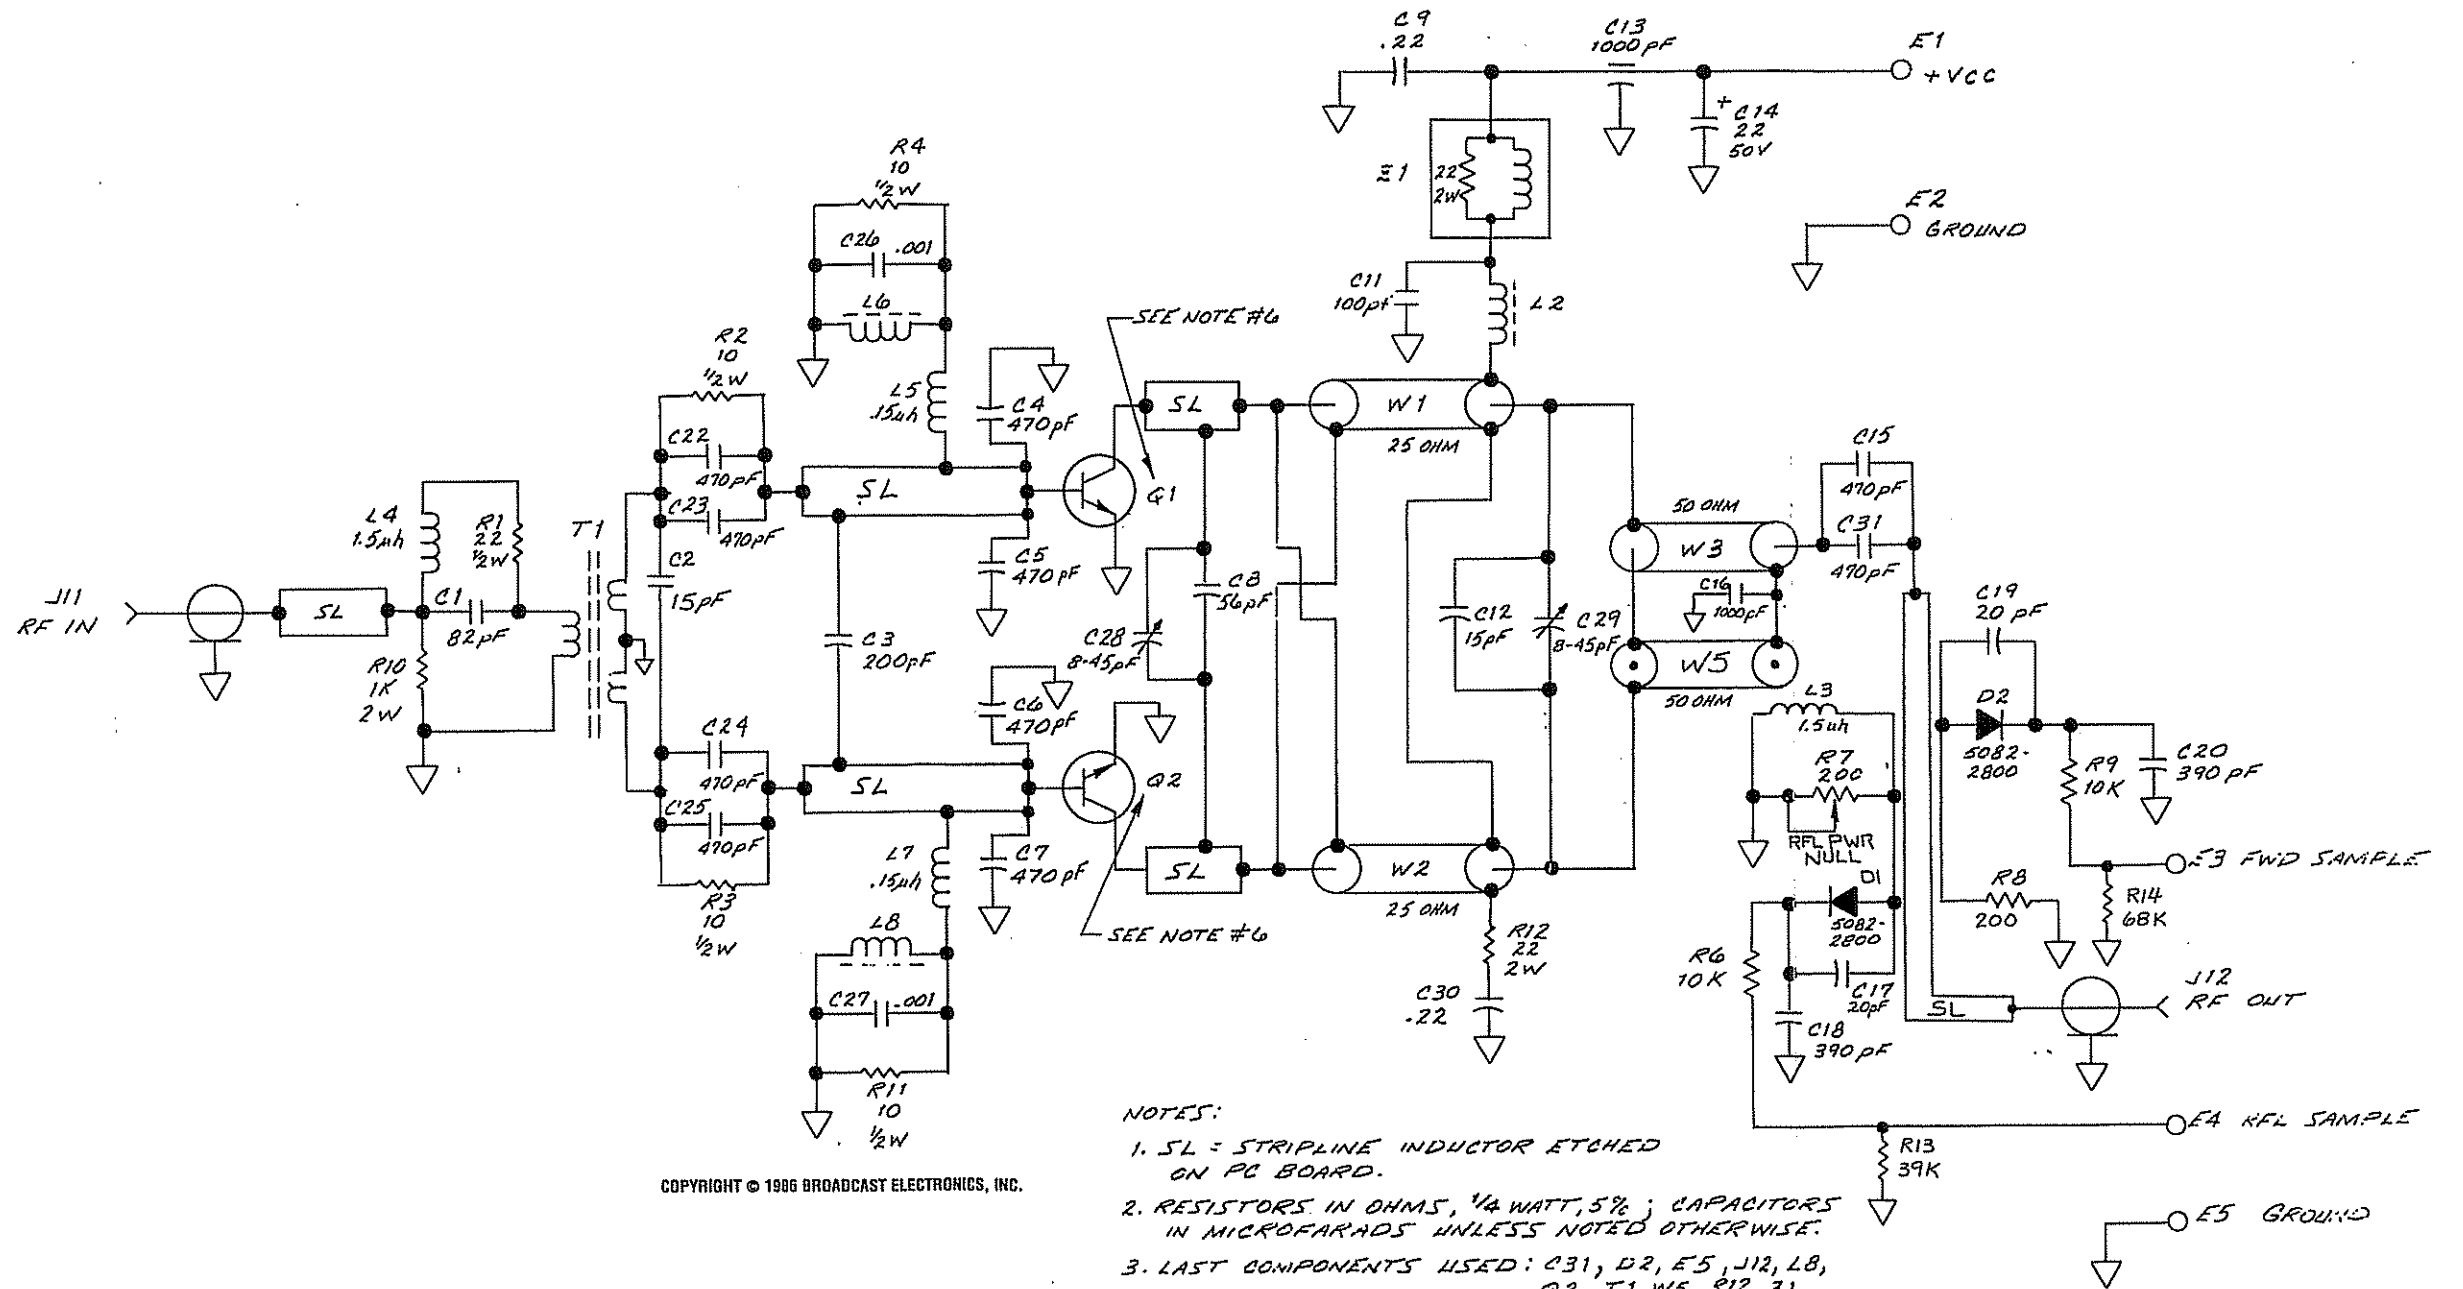 C9
.22
C13
1000pF
E1
+VCC
C14
+
22
50V
Z1
22
2W
E2
GROUND
R4
10
1/2W
C26 .001
L6
C11
100pf
L2
SEE NOTE #6
R2
10
1/2W
L5
.15µh
C4
470pF
SL
W1
25 OHM
C22
470pF
C23
470pF
SL
Q1
C15
470pF
C31
470pF
50 OHM
W3
L4
1.5µh
R1
22
1/2W
T1
C2
15pF
C5
470pF
C8
56pF
C16
1000pF
C19
20pF
J11
RF IN
SL
C1
82pF
C3
200pF
C28
8-45pF
C12
15pF
C29
8-45pF
W5
50 OHM
R10
1K
2W
C6
470pF
L3
1.5uh
D2
5082-
2800
C24
470pF
C25
470pF
SL
Q2
R7
200
RFL PWR
NULL
R9
10K
C20
390pF
R3
10
1/2W
L7
.15µh
C7
470pF
SL
W2
25 OHM
D1
5082-
2800
R8
200
E3 FWD SAMPLE
R14
68K
L8
SEE NOTE #6
R12
22
2W
R6
10K
C27 .001
C30
.22
C17
20pF
C18
390pF
SL
J12
RF OUT
R11
10
1/2W
E4 RFL SAMPLE
R13
39K
E5 GROUND
COPYRIGHT © 1986 BROADCAST ELECTRONICS, INC.
NOTES:
1. SL = STRIPLINE INDUCTOR ETCHED
ON PC BOARD.
2. RESISTORS IN OHMS, 1/4 WATT, 5%; CAPACITORS
IN MICROFARADS UNLESS NOTED OTHERWISE.
3. LAST COMPONENTS USED: C31, D2, E5, J12, L8,